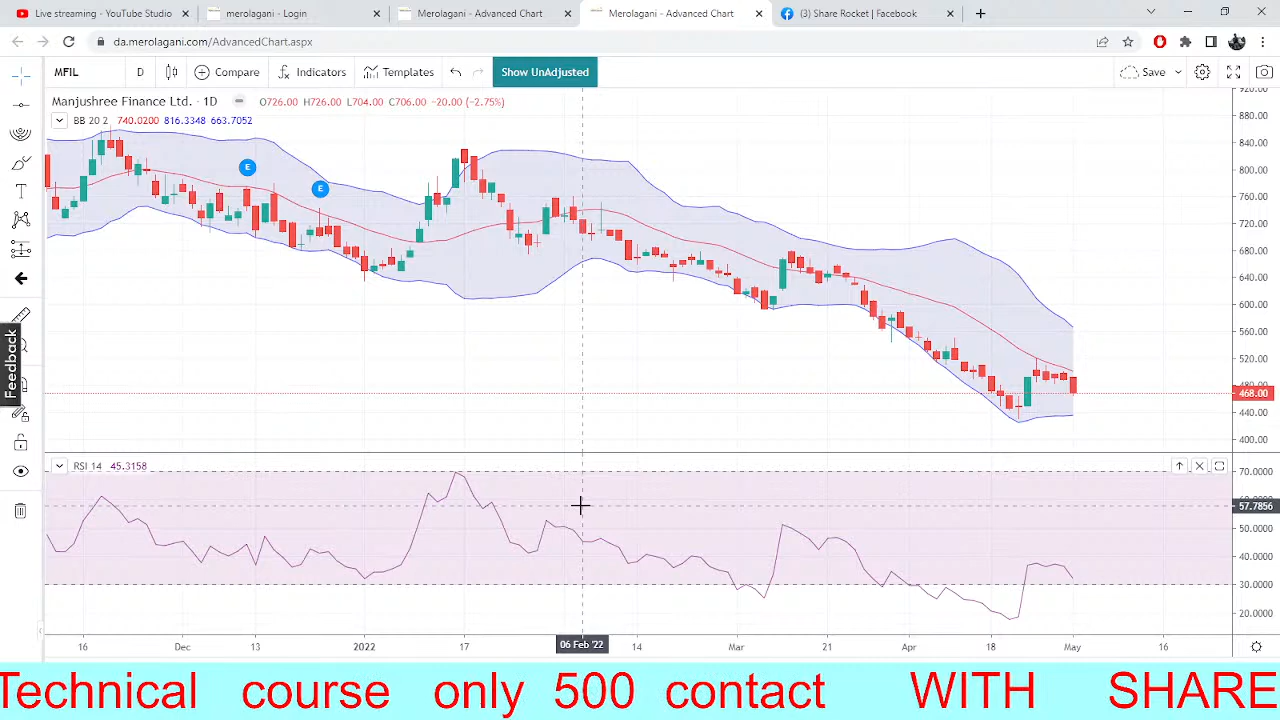 Live streaming - YouTube Studio
merolagani - Login
Merolagani - Advanced Chart
Merolagani - Advanced Chart
(3) Share Rocket | Facebook
da.merolagani.com/AdvancedChart.aspx
MFIL D Compare Indicators Templates Show UnAdjusted Save
Manjushree Finance Ltd. · 1D O726.00 H726.00 L704.00 C706.00 -20.00 (-2.75%)
BB 20 2 740.0200 816.3348 663.7052
E
E
880.00
840.00
800.00
760.00
720.00
680.00
640.00
600.00
560.00
520.00
468.00
440.00
400.00
Feedback
RSI 14 45.3158
70.0000
57.7856
50.0000
40.0000
30.0000
20.0000
16 Dec 13 2022 17 06 Feb '22 14 Mar Apr 18 May 16
Technical course only 500 contact WITH SHARE